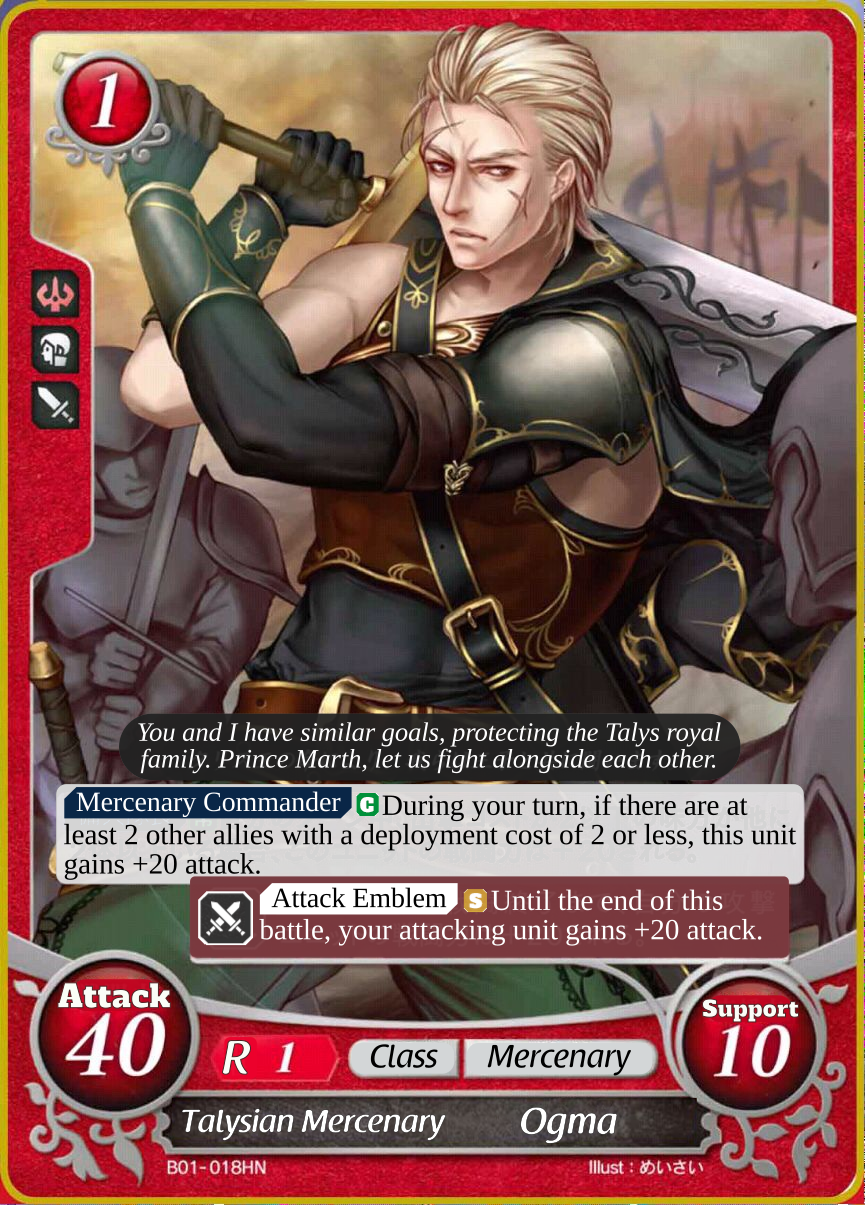 1
You and I have similar goals, protecting the Talys royal
family. Prince Marth, let us fight alongside each other.
Mercenary Commander C During your turn, if there are at
least 2 other allies with a deployment cost of 2 or less, this unit
gains +20 attack.
Attack Emblem S Until the end of this
battle, your attacking unit gains +20 attack.
Attack
40
R 1
Class
Mercenary
Support
10
Talysian Mercenary
Ogma
B01-018HN
Illust：めいさい